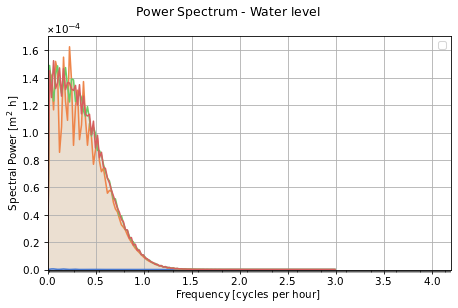 Power Spectrum - Water level
×10⁻⁴
1.6
1.4
1.2
1.0
0.8
0.6
0.4
0.2
0.0
Spectral Power [m² h]
0.0 0.5 1.0 1.5 2.0 2.5 3.0 3.5 4.0
Frequency [cycles per hour]